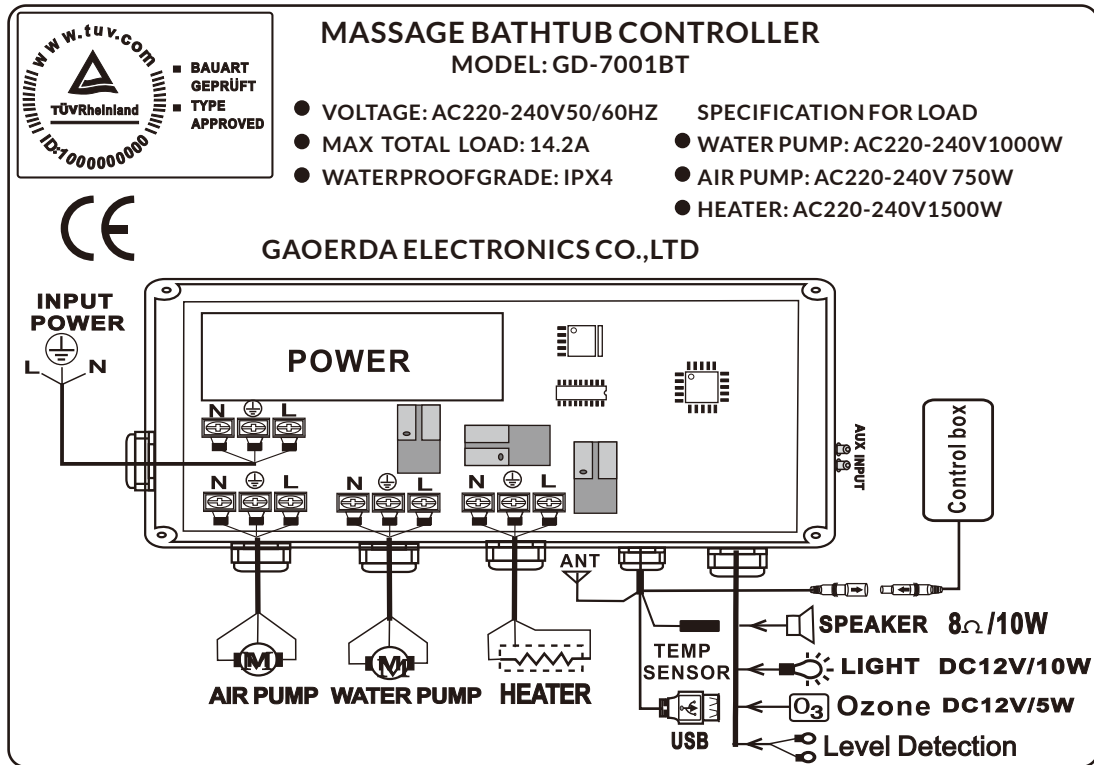 www.tuv.com
TÜVRheinland
ID:1000000000
BAUART
GEPRÜFT
TYPE
APPROVED
CE
MASSAGE BATHTUB CONTROLLER
MODEL: GD-7001BT
VOLTAGE: AC220-240V50/60HZ
MAX TOTAL LOAD: 14.2A
WATERPROOFGRADE: IPX4
SPECIFICATION FOR LOAD
WATER PUMP: AC220-240V1000W
AIR PUMP: AC220-240V 750W
HEATER: AC220-240V1500W
GAOERDA ELECTRONICS CO.,LTD
INPUT
POWER
L N
POWER
N L
N L
N L
N L
AUX INPUT
Control box
ANT
TEMP
SENSOR
USB
M
AIR PUMP
M
WATER PUMP
HEATER
SPEAKER 8Ω/10W
LIGHT DC12V/10W
O3 Ozone DC12V/5W
Level Detection